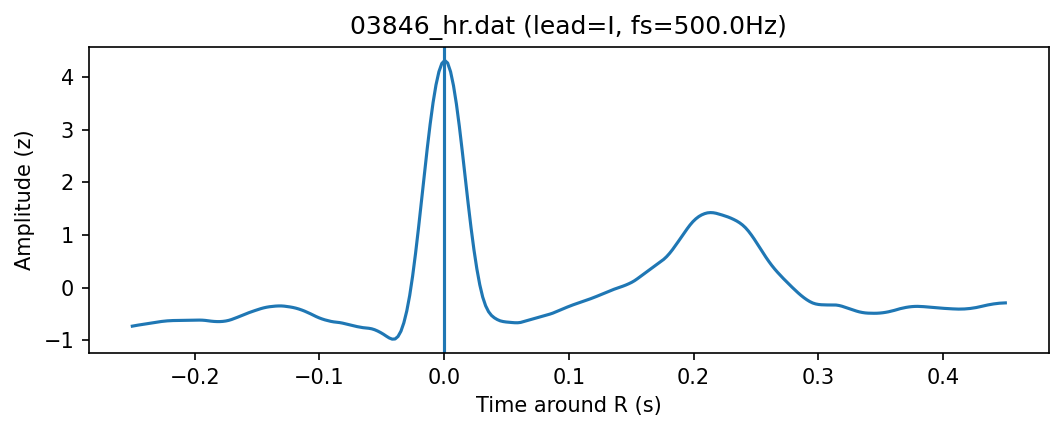 03846_hr.dat (lead=I, fs=500.0Hz)
Amplitude (z)
4
3
2
1
0
−1
−0.2 −0.1 0.0 0.1 0.2 0.3 0.4
Time around R (s)